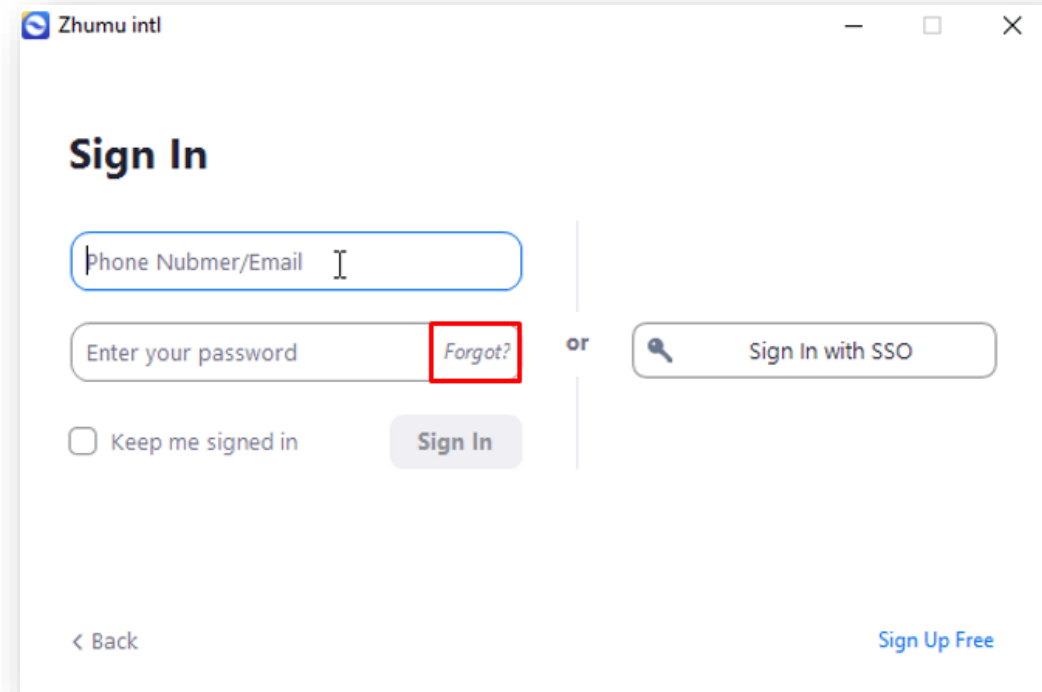 Zhumu intl
Sign In
Phone Nubmer/Email
Enter your password
Forgot?
Keep me signed in
Sign In
or
Sign In with SSO
Back
Sign Up Free